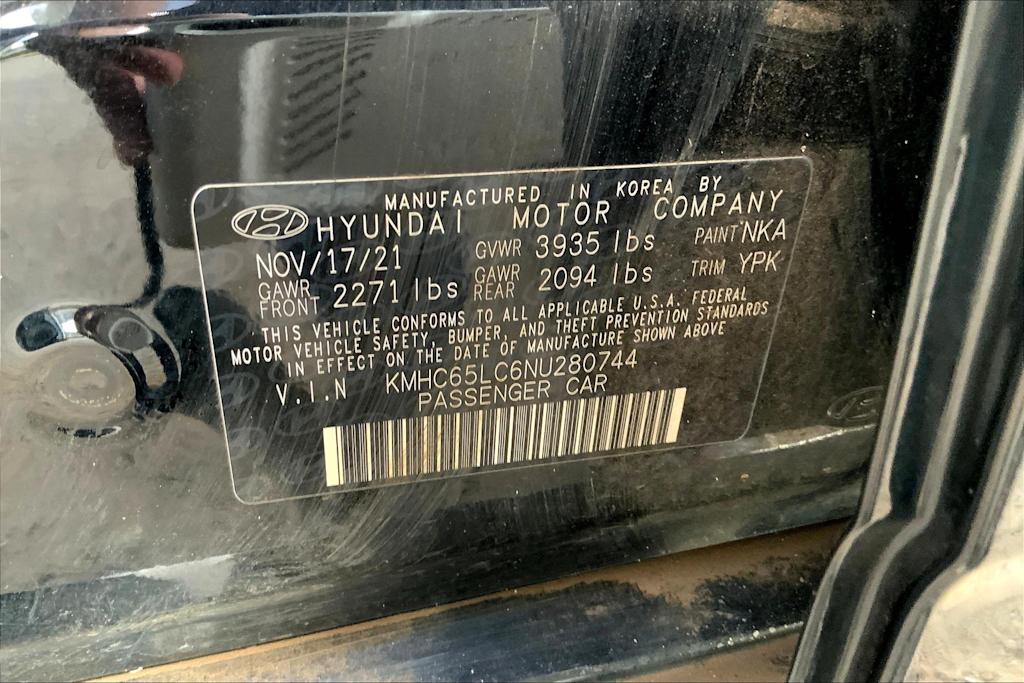 MANUFACTURED IN KOREA BY
HYUNDAI MOTOR COMPANY
NOV/17/21 GVWR 3935 lbs PAINT NKA
GAWR FRONT 2271 lbs GAWR REAR 2094 lbs TRIM YPK
THIS VEHICLE CONFORMS TO ALL APPLICABLE U.S.A. FEDERAL
MOTOR VEHICLE SAFETY, BUMPER, AND THEFT PREVENTION STANDARDS
IN EFFECT ON THE DATE OF MANUFACTURE SHOWN ABOVE
V.I.N KMHC65LC6NU280744
PASSENGER CAR